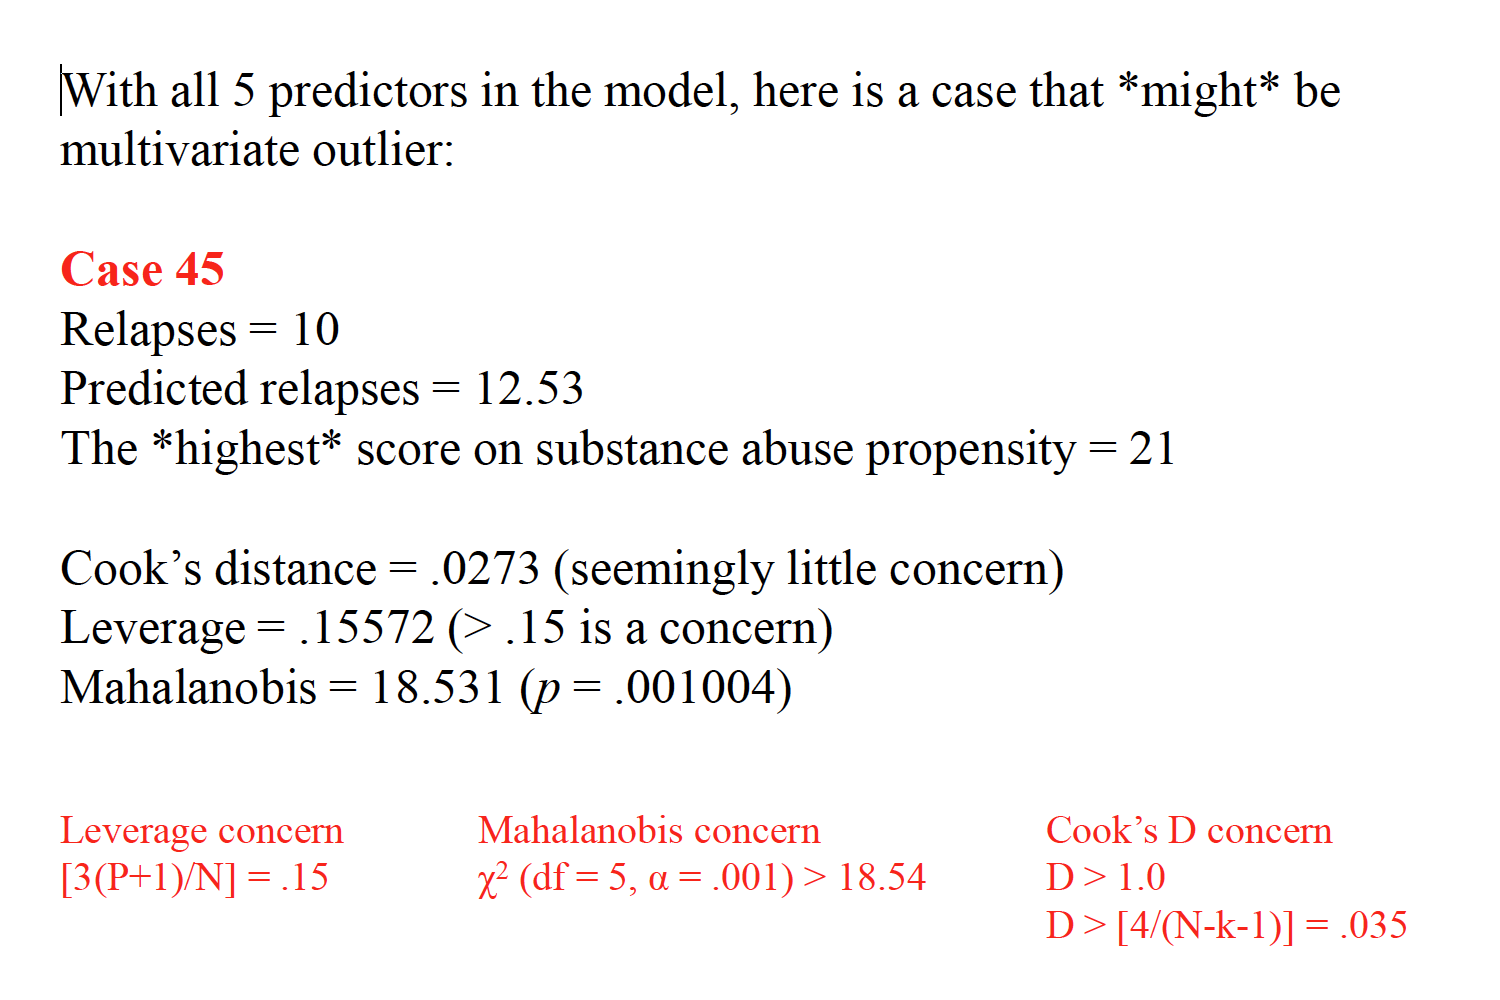 With all 5 predictors in the model, here is a case that *might* be
multivariate outlier:
Case 45
Relapses = 10
Predicted relapses = 12.53
The *highest* score on substance abuse propensity = 21
Cook’s distance = .0273 (seemingly little concern)
Leverage = .15572 (> .15 is a concern)
Mahalanobis = 18.531 (p = .001004)
Leverage concern
[3(P+1)/N] = .15
Mahalanobis concern
χ² (df = 5, α = .001) > 18.54
Cook’s D concern
D > 1.0
D > [4/(N-k-1)] = .035